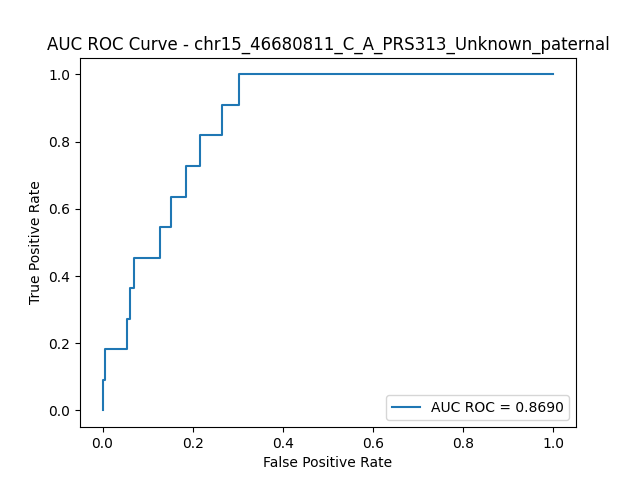 AUC ROC Curve - chr15_46680811_C_A_PRS313_Unknown_paternal
1.0
0.8
0.6
0.4
0.2
0.0
True Positive Rate
0.0 0.2 0.4 0.6 0.8 1.0
False Positive Rate
AUC ROC = 0.8690